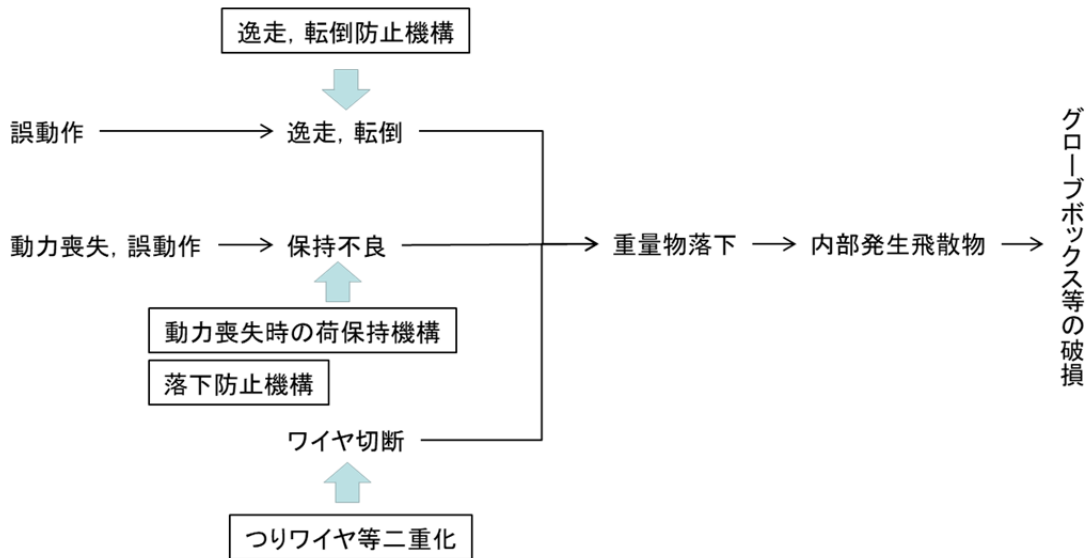 逸走，転倒防止機構
誤動作
逸走，転倒
動力喪失，誤動作
保持不良
重量物落下
内部発生飛散物
グローブボックス等の破損
動力喪失時の荷保持機構
落下防止機構
ワイヤ切断
つりワイヤ等二重化